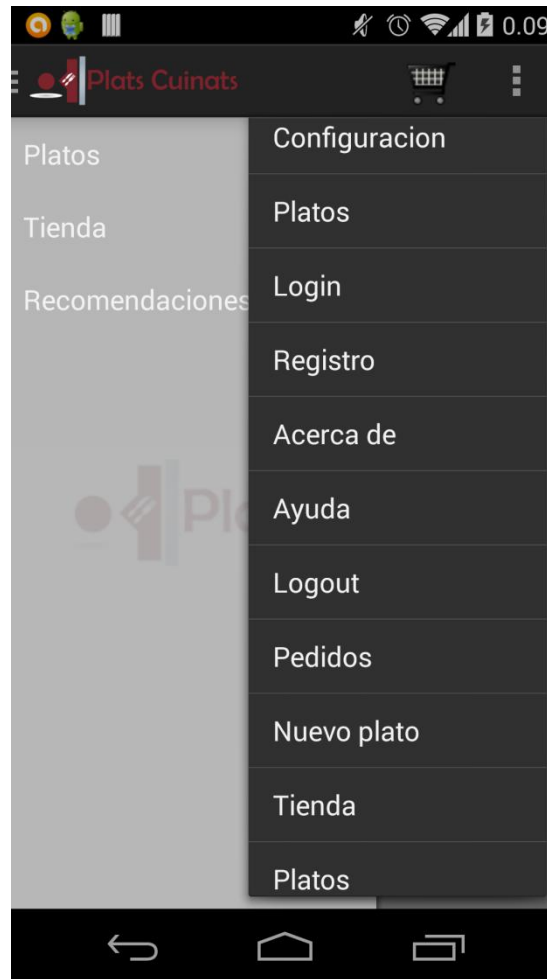 0.09
Plats Cuinats
Platos
Tienda
Recomendaciones
Configuracion
Platos
Login
Registro
Acerca de
Ayuda
Logout
Pedidos
Nuevo plato
Tienda
Platos